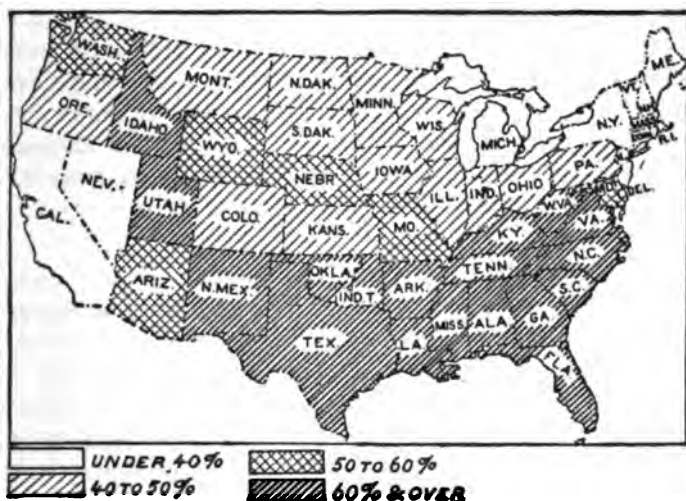 WASH.
MONT.
N.DAK.
MINN.
ME.
VT.
N.H.
ORE.
IDAHO
S.DAK.
WIS.
MICH.
N.Y.
MASS.
R.I.
WYO.
IOWA
PA.
NEV.
NEBR.
ILL.
IND.
OHIO
MD.
DEL.
CAL.
UTAH
COLO.
KANS.
MO.
W.VA.
VA.
KY.
ARIZ.
N.MEX.
OKLA.
IND.T.
ARK.
TENN.
N.C.
S.C.
TEX.
LA.
MISS.
ALA.
GA.
FLA.
UNDER 40%
50 TO 60%
40 TO 50%
60% & OVER